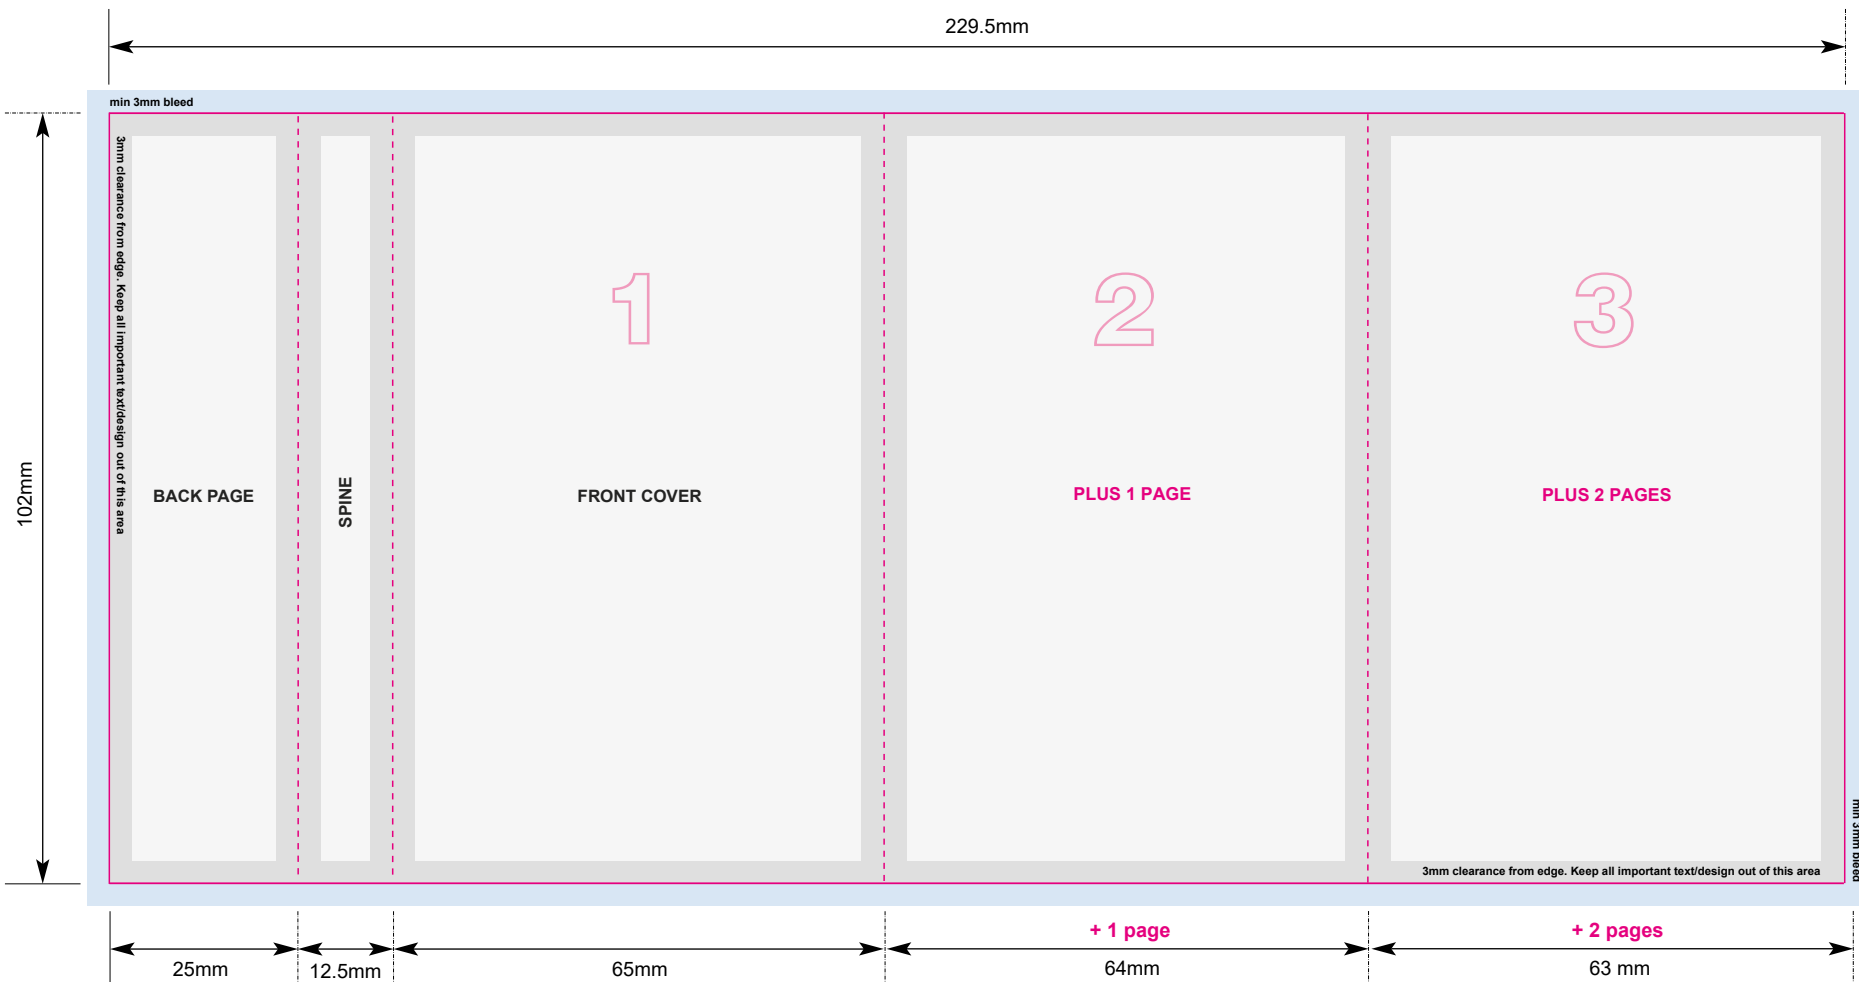 229.5mm
min 3mm bleed
3mm clearance from edge. Keep all important text/design out of this area
1
2
3
102mm
BACK PAGE
SPINE
FRONT COVER
PLUS 1 PAGE
PLUS 2 PAGES
min 3mm bleed
3mm clearance from edge. Keep all important text/design out of this area
+ 1 page
+ 2 pages
25mm
12.5mm
65mm
64mm
63 mm